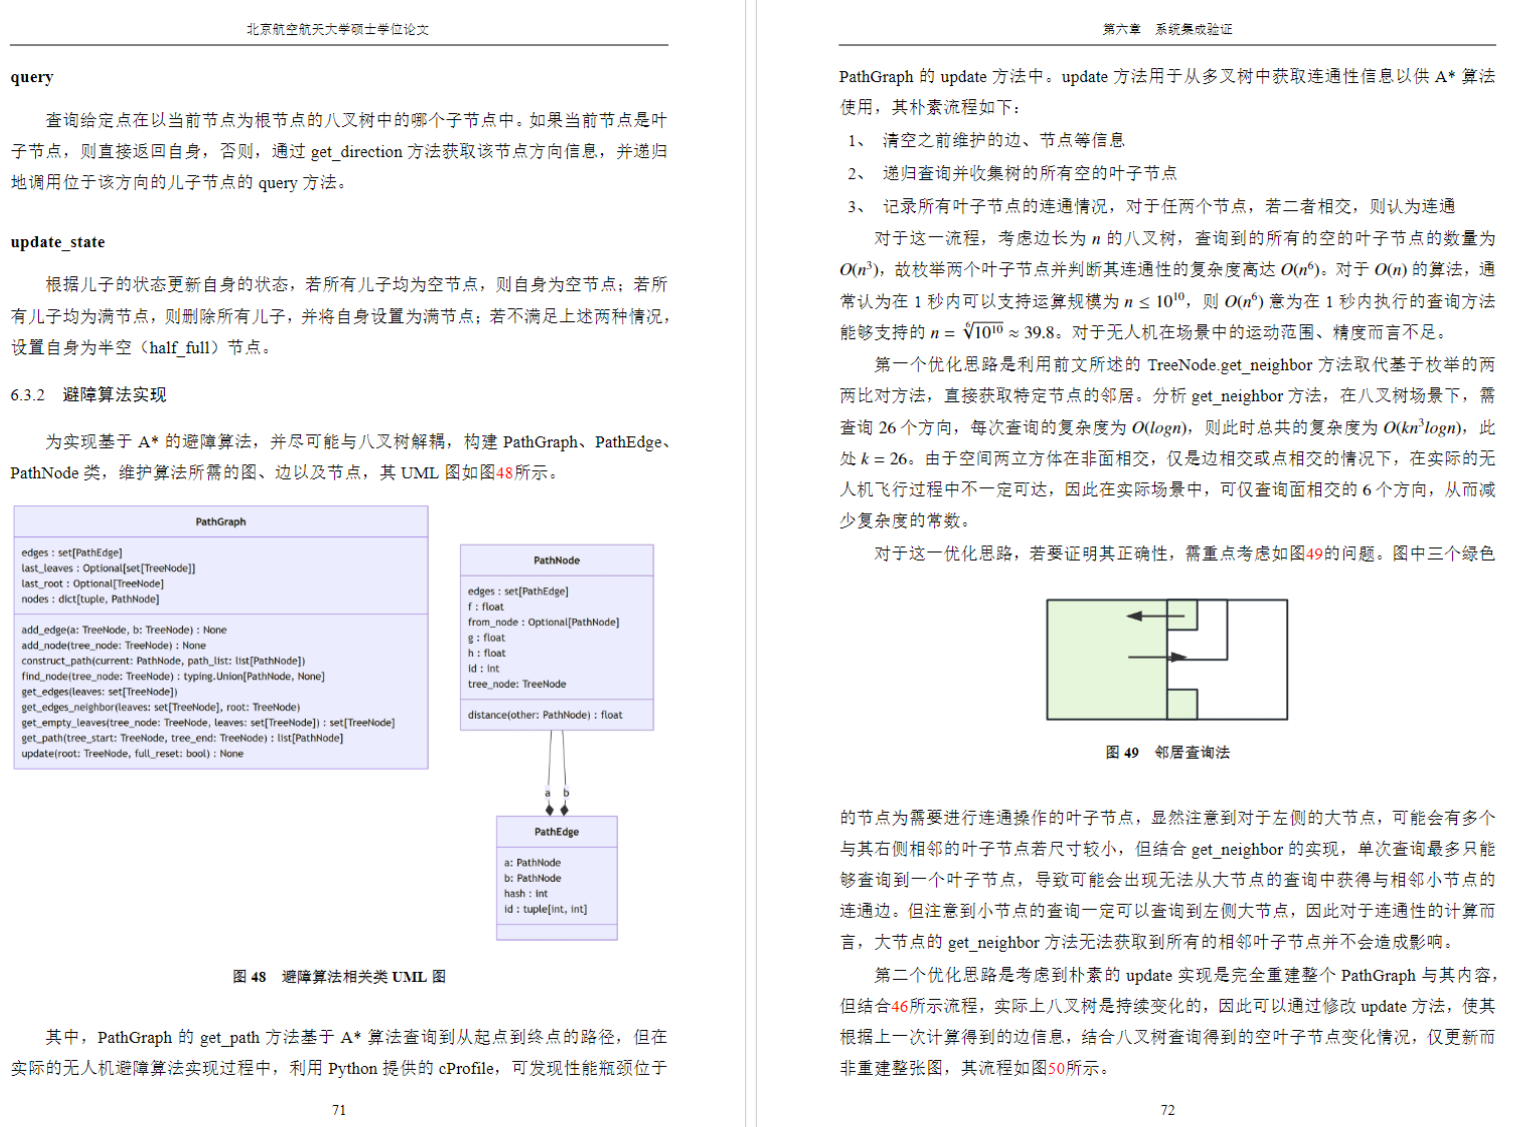 北京航空航天大学硕士学位论文
query
查询给定点在以当前节点为根节点的八叉树中的哪个子节点中。如果当前节点是叶
子节点，则直接返回自身，否则，通过 get_direction 方法获取该节点方向信息，并递归
地调用位于该方向的儿子节点的 query 方法。
update_state
根据儿子的状态更新自身的状态，若所有儿子均为空节点，则自身为空节点；若所
有儿子均为满节点，则删除所有儿子，并将自身设置为满节点；若不满足上述两种情况，
设置自身为半空（half_full）节点。
6.3.2 避障算法实现
为实现基于 A* 的避障算法，并尽可能与八叉树解耦，构建 PathGraph、PathEdge、
PathNode 类，维护算法所需的图、边以及节点，其 UML 图如图48所示。
PathGraph
edges : set[PathEdge]
last_leaves : Optional[set[TreeNode]]
last_root : Optional[TreeNode]
nodes : dict[tuple, PathNode]
add_edge(a: TreeNode, b: TreeNode) : None
add_node(tree_node: TreeNode) : None
construct_path(current: PathNode, path_list: list[PathNode])
find_node(tree_node: TreeNode) : typing.Union[PathNode, None]
get_edges(leaves: set[TreeNode])
get_edges_neighbor(leaves: set[TreeNode], root: TreeNode)
get_empty_leaves(tree_node: TreeNode, leaves: set[TreeNode]) : set[TreeNode]
get_path(tree_start: TreeNode, tree_end: TreeNode) : list[PathNode]
update(root: TreeNode, full_reset: bool) : None
PathNode
edges : set[PathEdge]
f : float
from_node : Optional[PathNode]
g : float
h : float
id : int
tree_node: TreeNode
distance(other: PathNode) : float
a b
PathEdge
a: PathNode
b: PathNode
hash : int
id : tuple[int, int]
图 48 避障算法相关类 UML 图
其中，PathGraph 的 get_path 方法基于 A* 算法查询到从起点到终点的路径，但在
实际的无人机避障算法实现过程中，利用 Python 提供的 cProfile，可发现性能瓶颈位于
71
第六章 系统集成验证
PathGraph 的 update 方法中。update 方法用于从多叉树中获取连通性信息以供 A* 算法
使用，其朴素流程如下：
1、 清空之前维护的边、节点等信息
2、 递归查询并收集树的所有空的叶子节点
3、 记录所有叶子节点的连通情况，对于任两个节点，若二者相交，则认为连通
对于这一流程，考虑边长为 n 的八叉树，查询到的所有的空的叶子节点的数量为
O(n³)，故枚举两个叶子节点并判断其连通性的复杂度高达 O(n⁶)。对于 O(n) 的算法，通
常认为在 1 秒内可以支持运算规模为 n ≤ 10¹⁰，则 O(n⁶) 意为在 1 秒内执行的查询方法
能够支持的 n = ⁶√10¹⁰ ≈ 39.8。对于无人机在场景中的运动范围、精度而言不足。
第一个优化思路是利用前文所述的 TreeNode.get_neighbor 方法取代基于枚举的两
两比对方法，直接获取特定节点的邻居。分析 get_neighbor 方法，在八叉树场景下，需
查询 26 个方向，每次查询的复杂度为 O(logn)，则此时总共的复杂度为 O(kn³logn)，此
处 k = 26。由于空间两立方体在非面相交，仅是边相交或点相交的情况下，在实际的无
人机飞行过程中不一定可达，因此在实际场景中，可仅查询面相交的 6 个方向，从而减
少复杂度的常数。
对于这一优化思路，若要证明其正确性，需重点考虑如图49的问题。图中三个绿色
图 49 邻居查询法
的节点为需要进行连通操作的叶子节点，显然注意到对于左侧的大节点，可能会有多个
与其右侧相邻的叶子节点若尺寸较小，但结合 get_neighbor 的实现，单次查询最多只能
够查询到一个叶子节点，导致可能会出现无法从大节点的查询中获得与相邻小节点的
连通边。但注意到小节点的查询一定可以查询到左侧大节点，因此对于连通性的计算而
言，大节点的 get_neighbor 方法无法获取到所有的相邻叶子节点并不会造成影响。
第二个优化思路是考虑到朴素的 update 实现是完全重建整个 PathGraph 与其内容，
但结合46所示流程，实际上八叉树是持续变化的，因此可以通过修改 update 方法，使其
根据上一次计算得到的边信息，结合八叉树查询得到的空叶子节点变化情况，仅更新而
非重建整张图，其流程如图50所示。
72